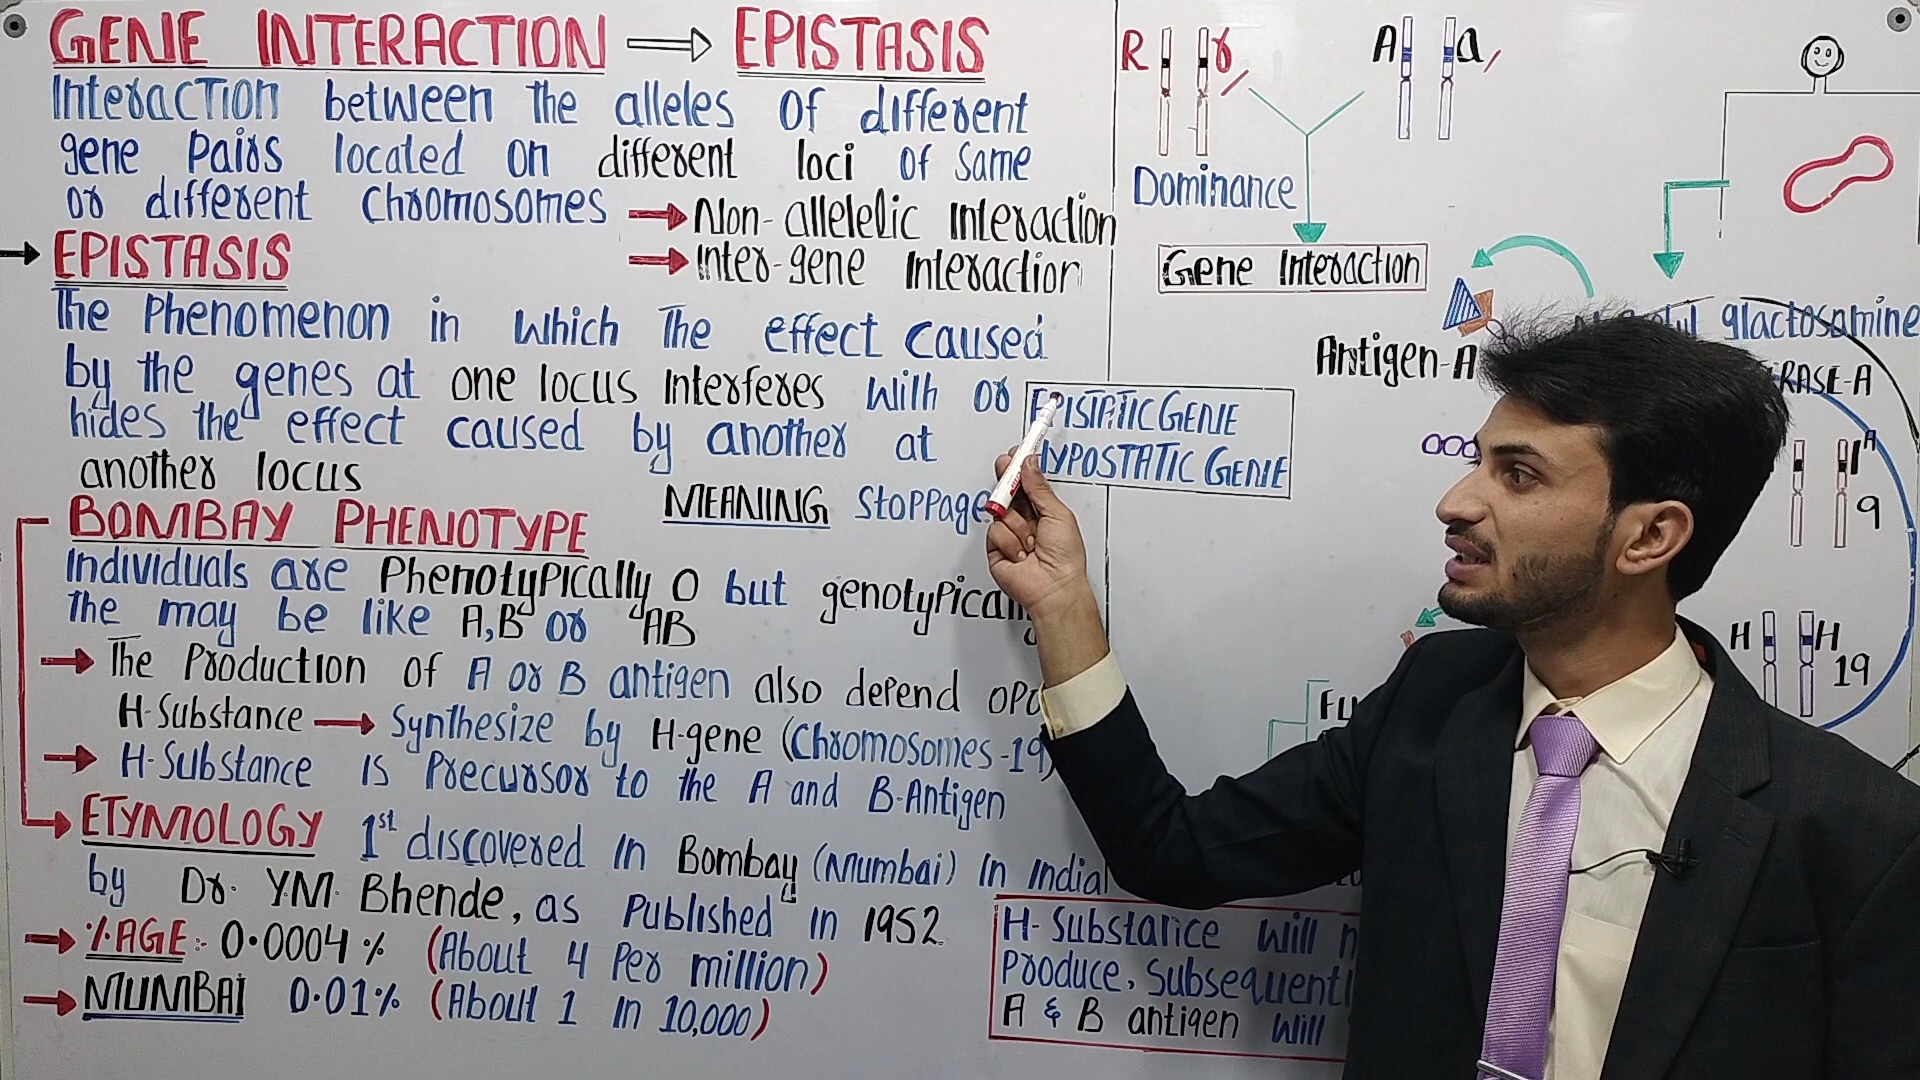 GENE INTERACTION → EPISTASIS
Interaction between the alleles of different
gene pairs located on different loci of same
or different chromosomes → Non-allelelic interaction
→ Inter-gene interaction
→ EPISTASIS
The Phenomenon in which the effect caused
by the genes at one locus interferes with or
hides the effect caused by another at
another locus
MEANING stoppage
EPISTATIC GENE
HYPOSTATIC GENE
BOMBAY PHENOTYPE
Individuals are Phenotypically O but genotypically
the may be like A,B or AB
→ The Production of A or B antigen also depend
H-Substance → Synthesize by H-gene (Chromosomes-19)
→ H-Substance is Precursor to the A and B-Antigen
→ ETYMOLOGY 1st discovered in Bombay (Mumbai) in India
by Dr. Y.M. Bhende, as Published in 1952
→ %AGE:- 0.0004% (About 4 Per million)
→ MUMBAI 0.01% (About 1 in 10,000)
R r
A a
Dominance
Gene Interaction
Antigen-A
glactosamine
RASE-A
IA
9
H H
19
H-Substance will
Produce, Subsequentl
A & B antigen will